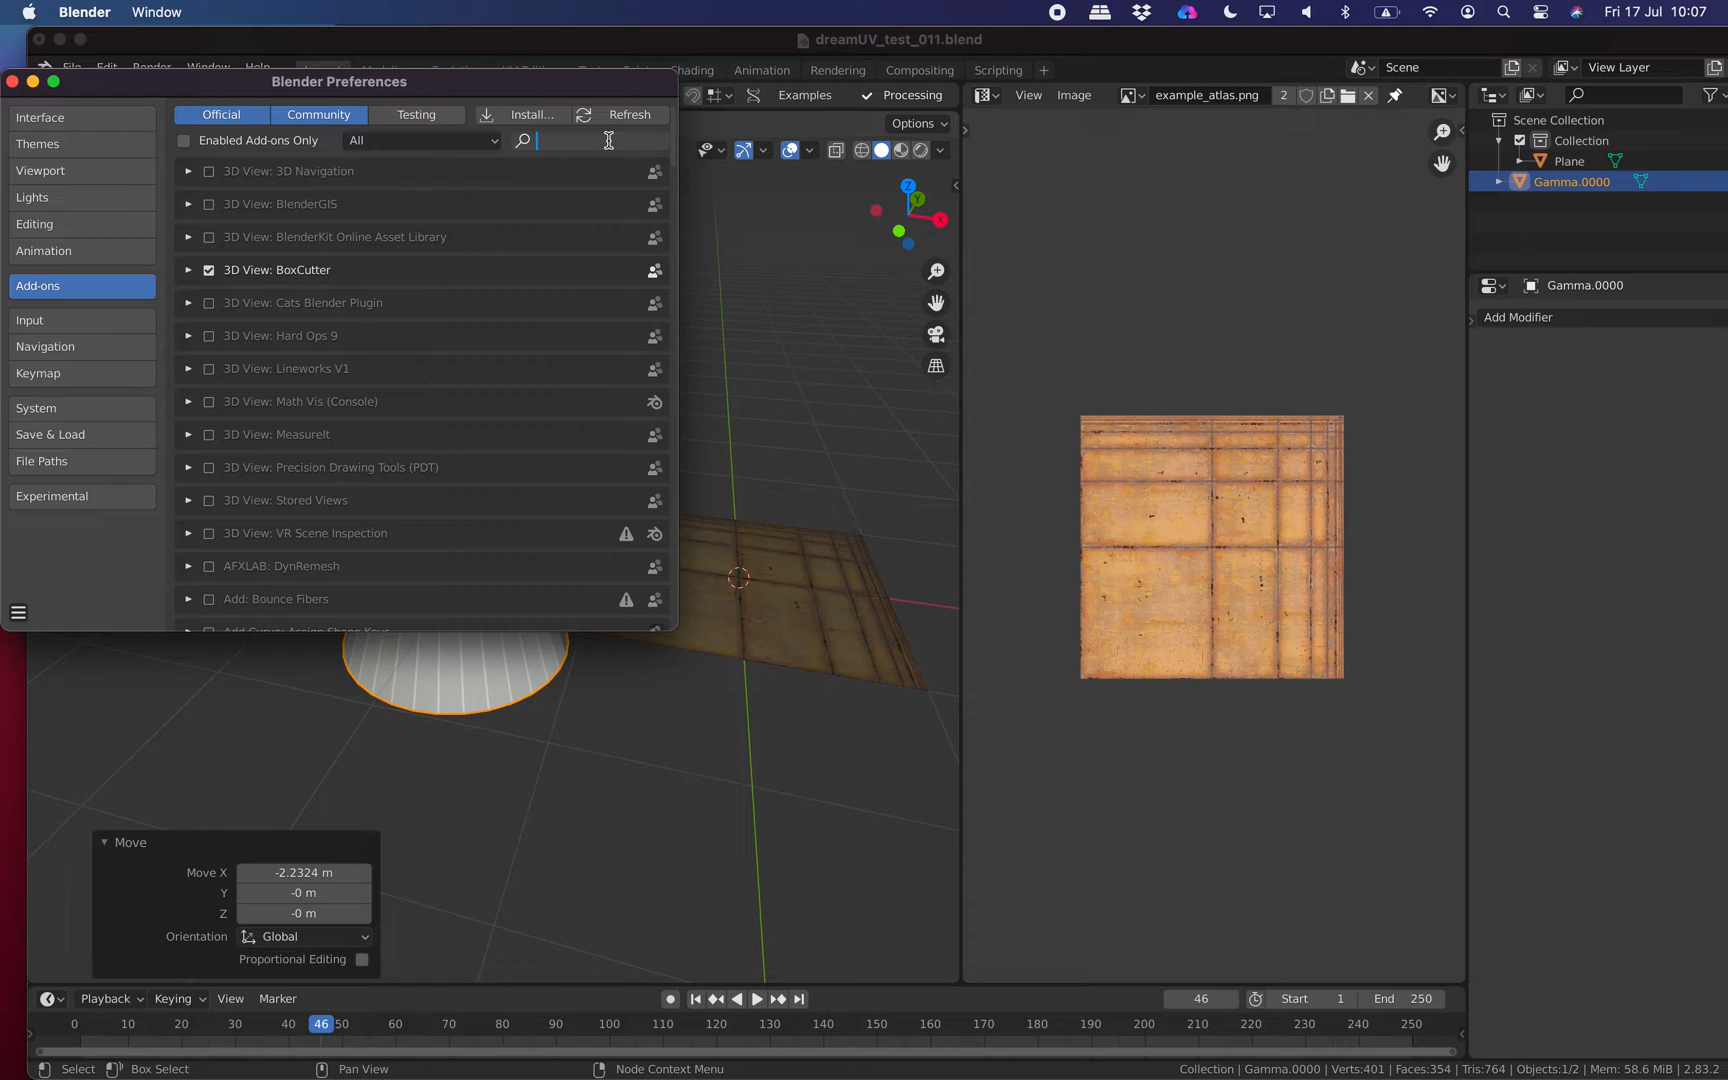 Blender Window Fri 17 Jul 10:07
dreamUV_test_011.blend
File Edit Render Window Help Shading Animation Rendering Compositing Scripting + Scene View Layer
Blender Preferences
Examples Processing View Image example_atlas.png 2
Interface
Themes
Viewport
Lights
Editing
Animation
Add-ons
Input
Navigation
Keymap
System
Save & Load
File Paths
Experimental
Official Community Testing Install... Refresh
Enabled Add-ons Only All
3D View: 3D Navigation
3D View: BlenderGIS
3D View: BlenderKit Online Asset Library
3D View: BoxCutter
3D View: Cats Blender Plugin
3D View: Hard Ops 9
3D View: Lineworks V1
3D View: Math Vis (Console)
3D View: MeasureIt
3D View: Precision Drawing Tools (PDT)
3D View: Stored Views
3D View: VR Scene Inspection
AFXLAB: DynRemesh
Add: Bounce Fibers
Add Curve: Assign Shape Keys
Options
Z
Y
X
Scene Collection
Collection
Plane
Gamma.0000
Gamma.0000
Add Modifier
Move
Move X -2.2324 m
Y -0 m
Z -0 m
Orientation Global
Proportional Editing
Playback Keying View Marker 46 Start 1 End 250
0 10 20 30 40 46 50 60 70 80 90 100 110 120 130 140 150 160 170 180 190 200 210 220 230 240 250
Select Box Select Pan View Node Context Menu Collection | Gamma.0000 | Verts:401 | Faces:354 | Tris:764 | Objects:1/2 | Mem: 58.6 MiB | 2.83.2